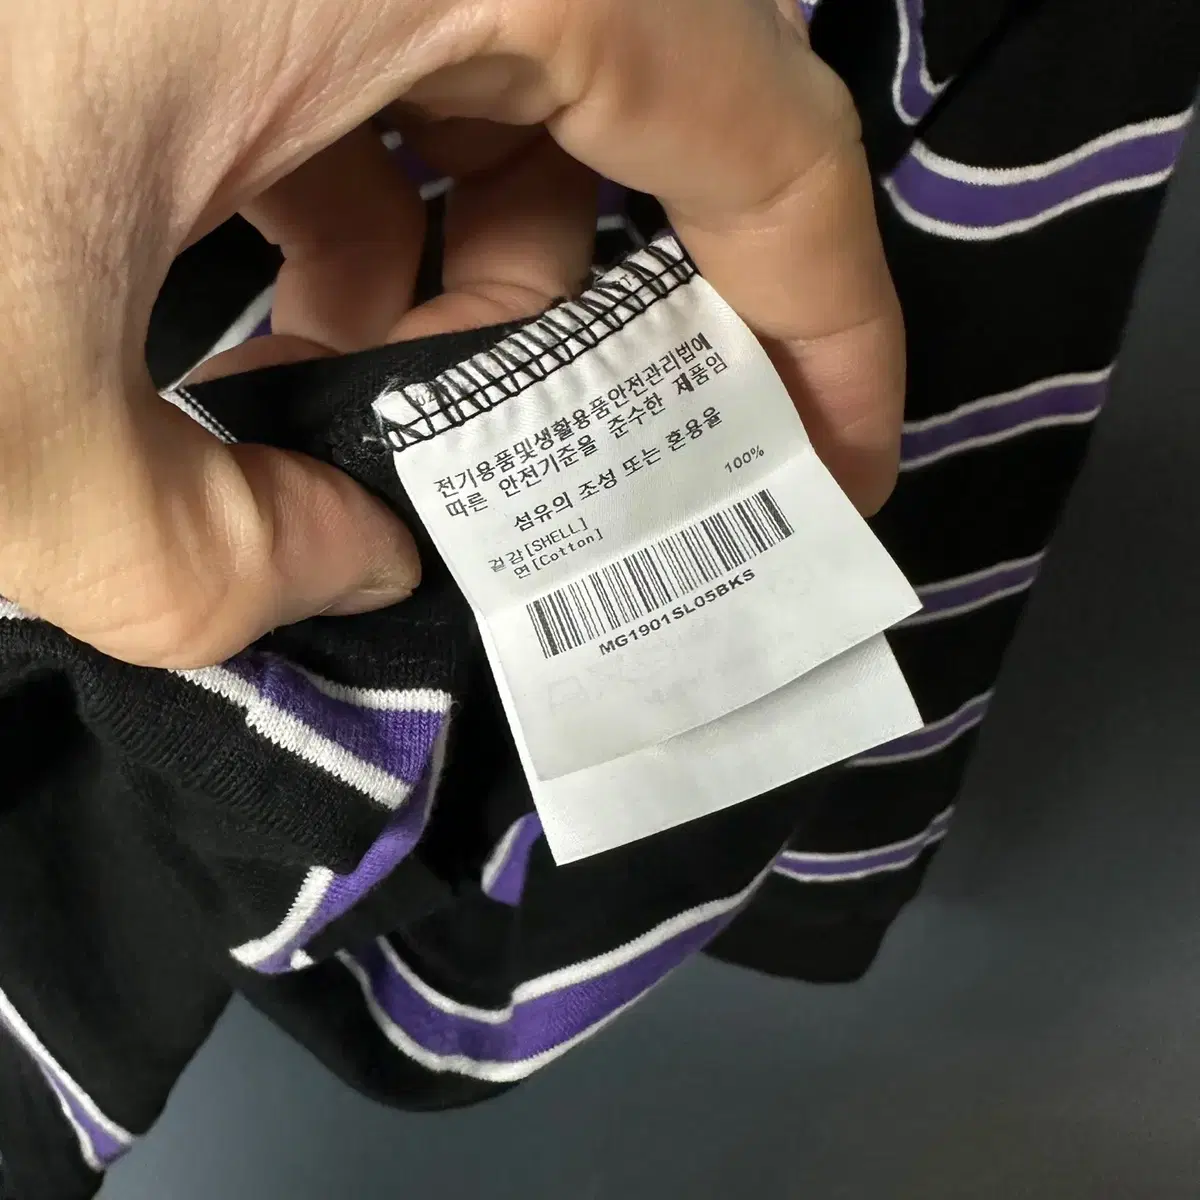 전기용품및생활용품안전관리법에
따른 안전기준을 준수한 제품임
섬유의 조성 또는 혼용율
겉감[SHELL]
면[Cotton] 100%
MG1901SL05BKS